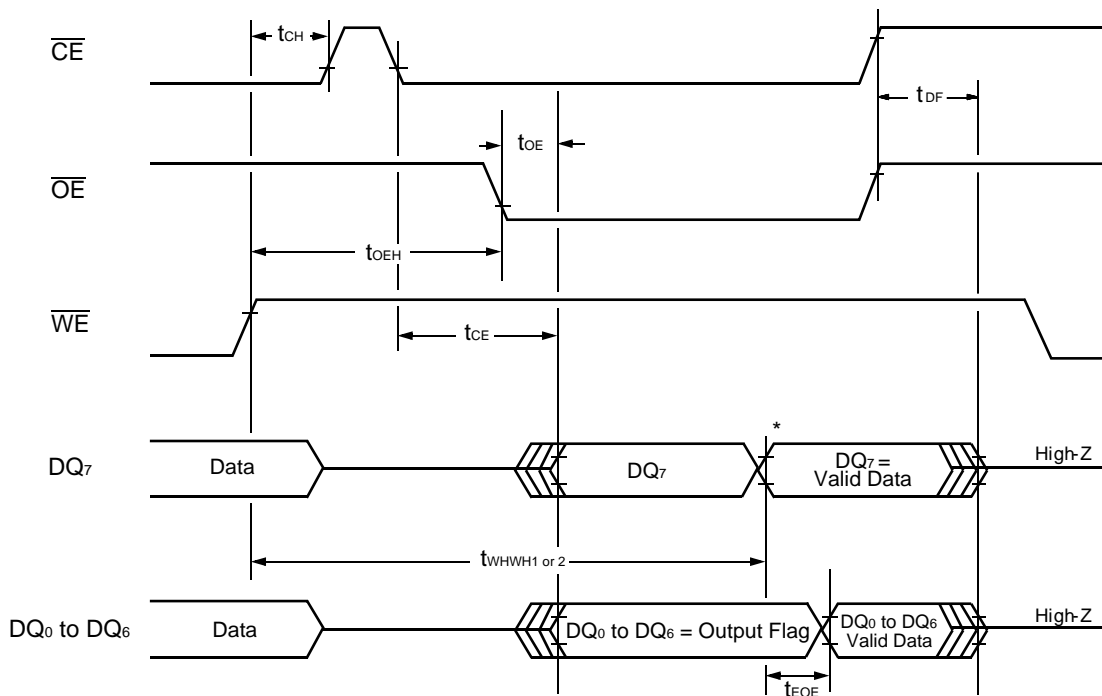 CE
tCH
tDF
tOE
OE
tOEH
WE
tCE
*
DQ7
Data
DQ7
DQ7 =
Valid Data
High-Z
tWHWH1 or 2
DQ0 to DQ6
Data
DQ0 to DQ6 = Output Flag
DQ0 to DQ6
Valid Data
High-Z
tEOE